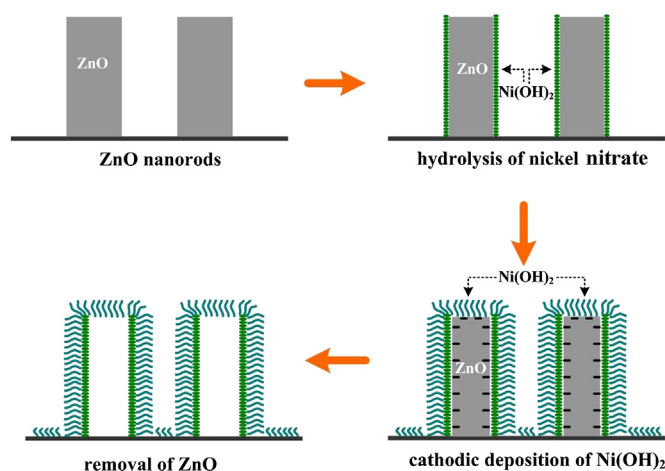 ZnO
ZnO nanorods
ZnO
Ni(OH)2
hydrolysis of nickel nitrate
Ni(OH)2
ZnO
cathodic deposition of Ni(OH)2
removal of ZnO